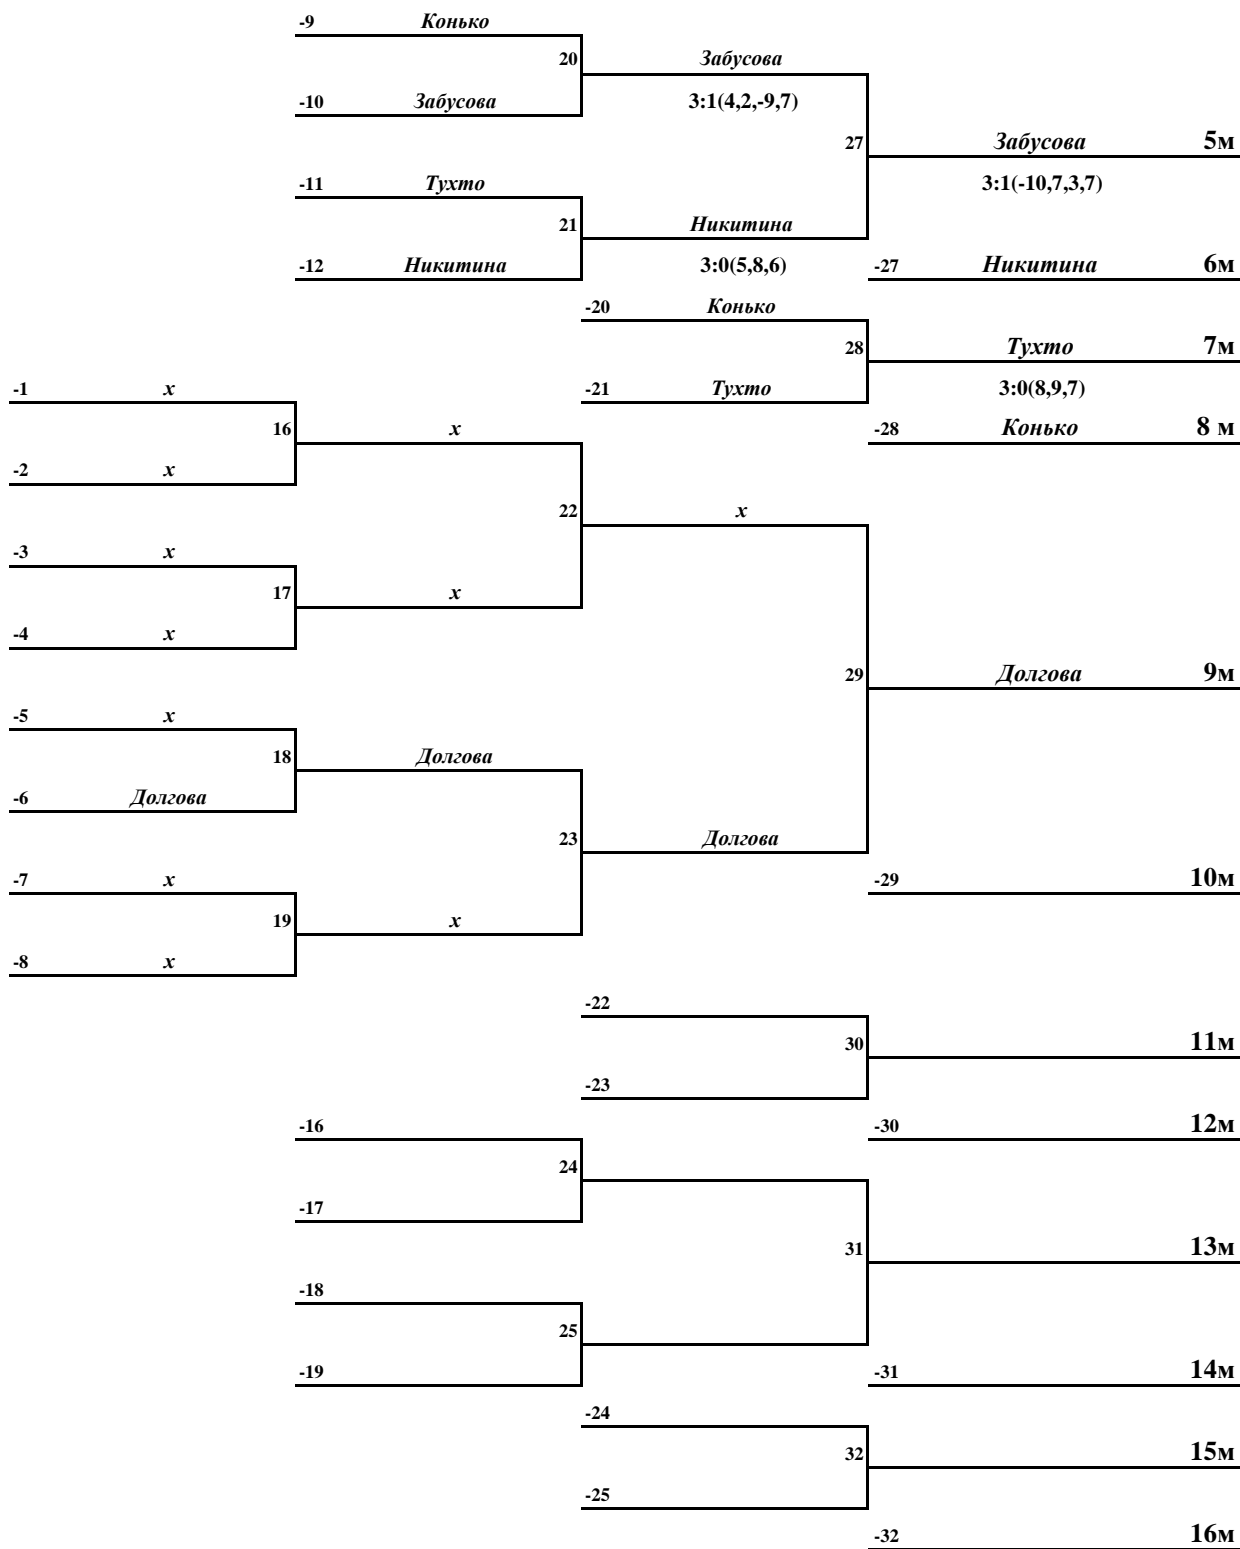 -9 Конько
20 Забусова
-10 Забусова 3:1(4,2,-9,7)
27 Забусова 5м
-11 Тухто 3:1(-10,7,3,7)
21 Никитина
-12 Никитина 3:0(5,8,6) -27 Никитина 6м
-20 Конько
28 Тухто 7м
-1 х -21 Тухто 3:0(8,9,7)
16 х -28 Конько 8 м
-2 х
22 х
-3 х
17 х
-4 х
29 Долгова 9м
-5 х
18 Долгова
-6 Долгова
23 Долгова
-7 х -29 10м
19 х
-8 х
-22
30 11м
-23
-16 -30 12м
24
-17
31 13м
-18
25
-19 -31 14м
-24
32 15м
-25
-32 16м